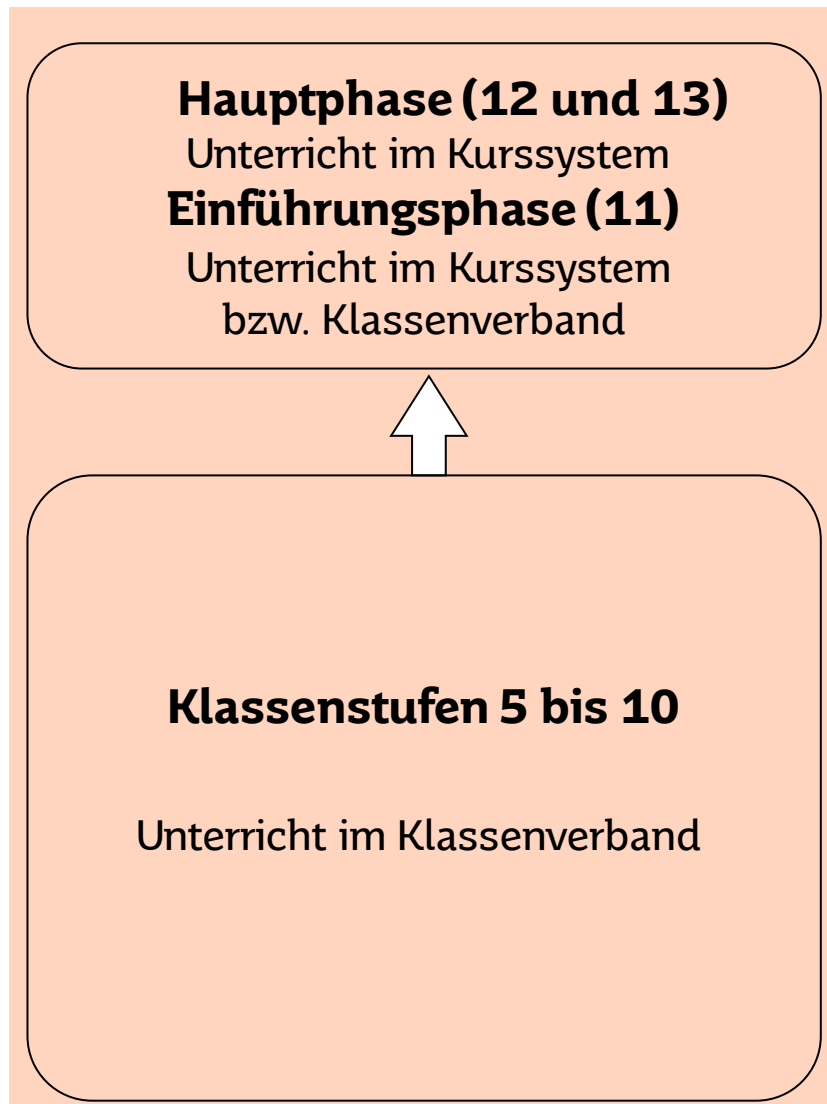 Hauptphase (12 und 13)
Unterricht im Kurssystem
Einführungsphase (11)
Unterricht im Kurssystem
bzw. Klassenverband
Klassenstufen 5 bis 10
Unterricht im Klassenverband